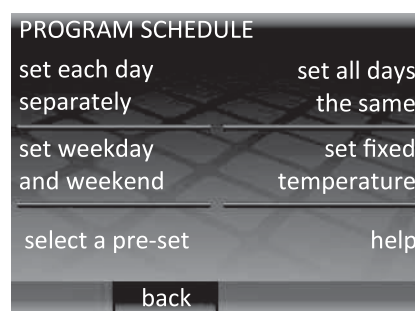 PROGRAM SCHEDULE
set each day
separately
set all days
the same
set weekday
and weekend
set fixed
temperature
select a pre-set
help
back